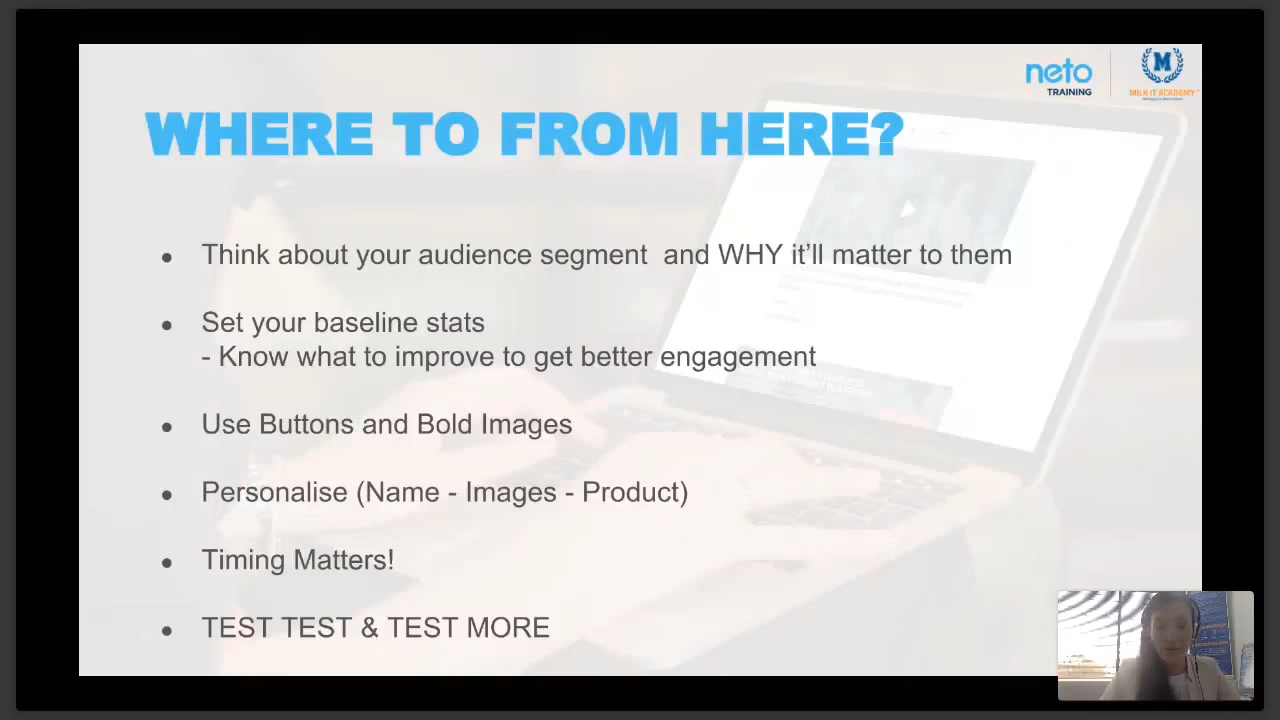 neto
TRAINING
M
MILK IT ACADEMY
WHERE TO FROM HERE?
● Think about your audience segment  and WHY it’ll matter to them
● Set your baseline stats
- Know what to improve to get better engagement
● Use Buttons and Bold Images
● Personalise (Name - Images - Product)
● Timing Matters!
● TEST TEST & TEST MORE